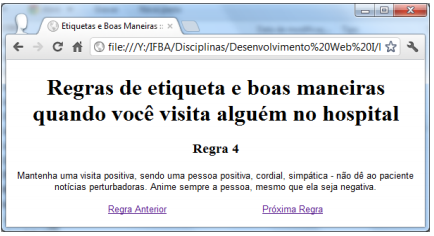 Etiquetas e Boas Maneiras ::
file:///Y:/IFBA/Disciplinas/Desenvolvimento%20Web%20I/I
Regras de etiqueta e boas maneiras
quando você visita alguém no hospital
Regra 4
Mantenha uma visita positiva, sendo uma pessoa positiva, cordial, simpática - não dê ao paciente
notícias perturbadoras. Anime sempre a pessoa, mesmo que ela seja negativa.
Regra Anterior Próxima Regra